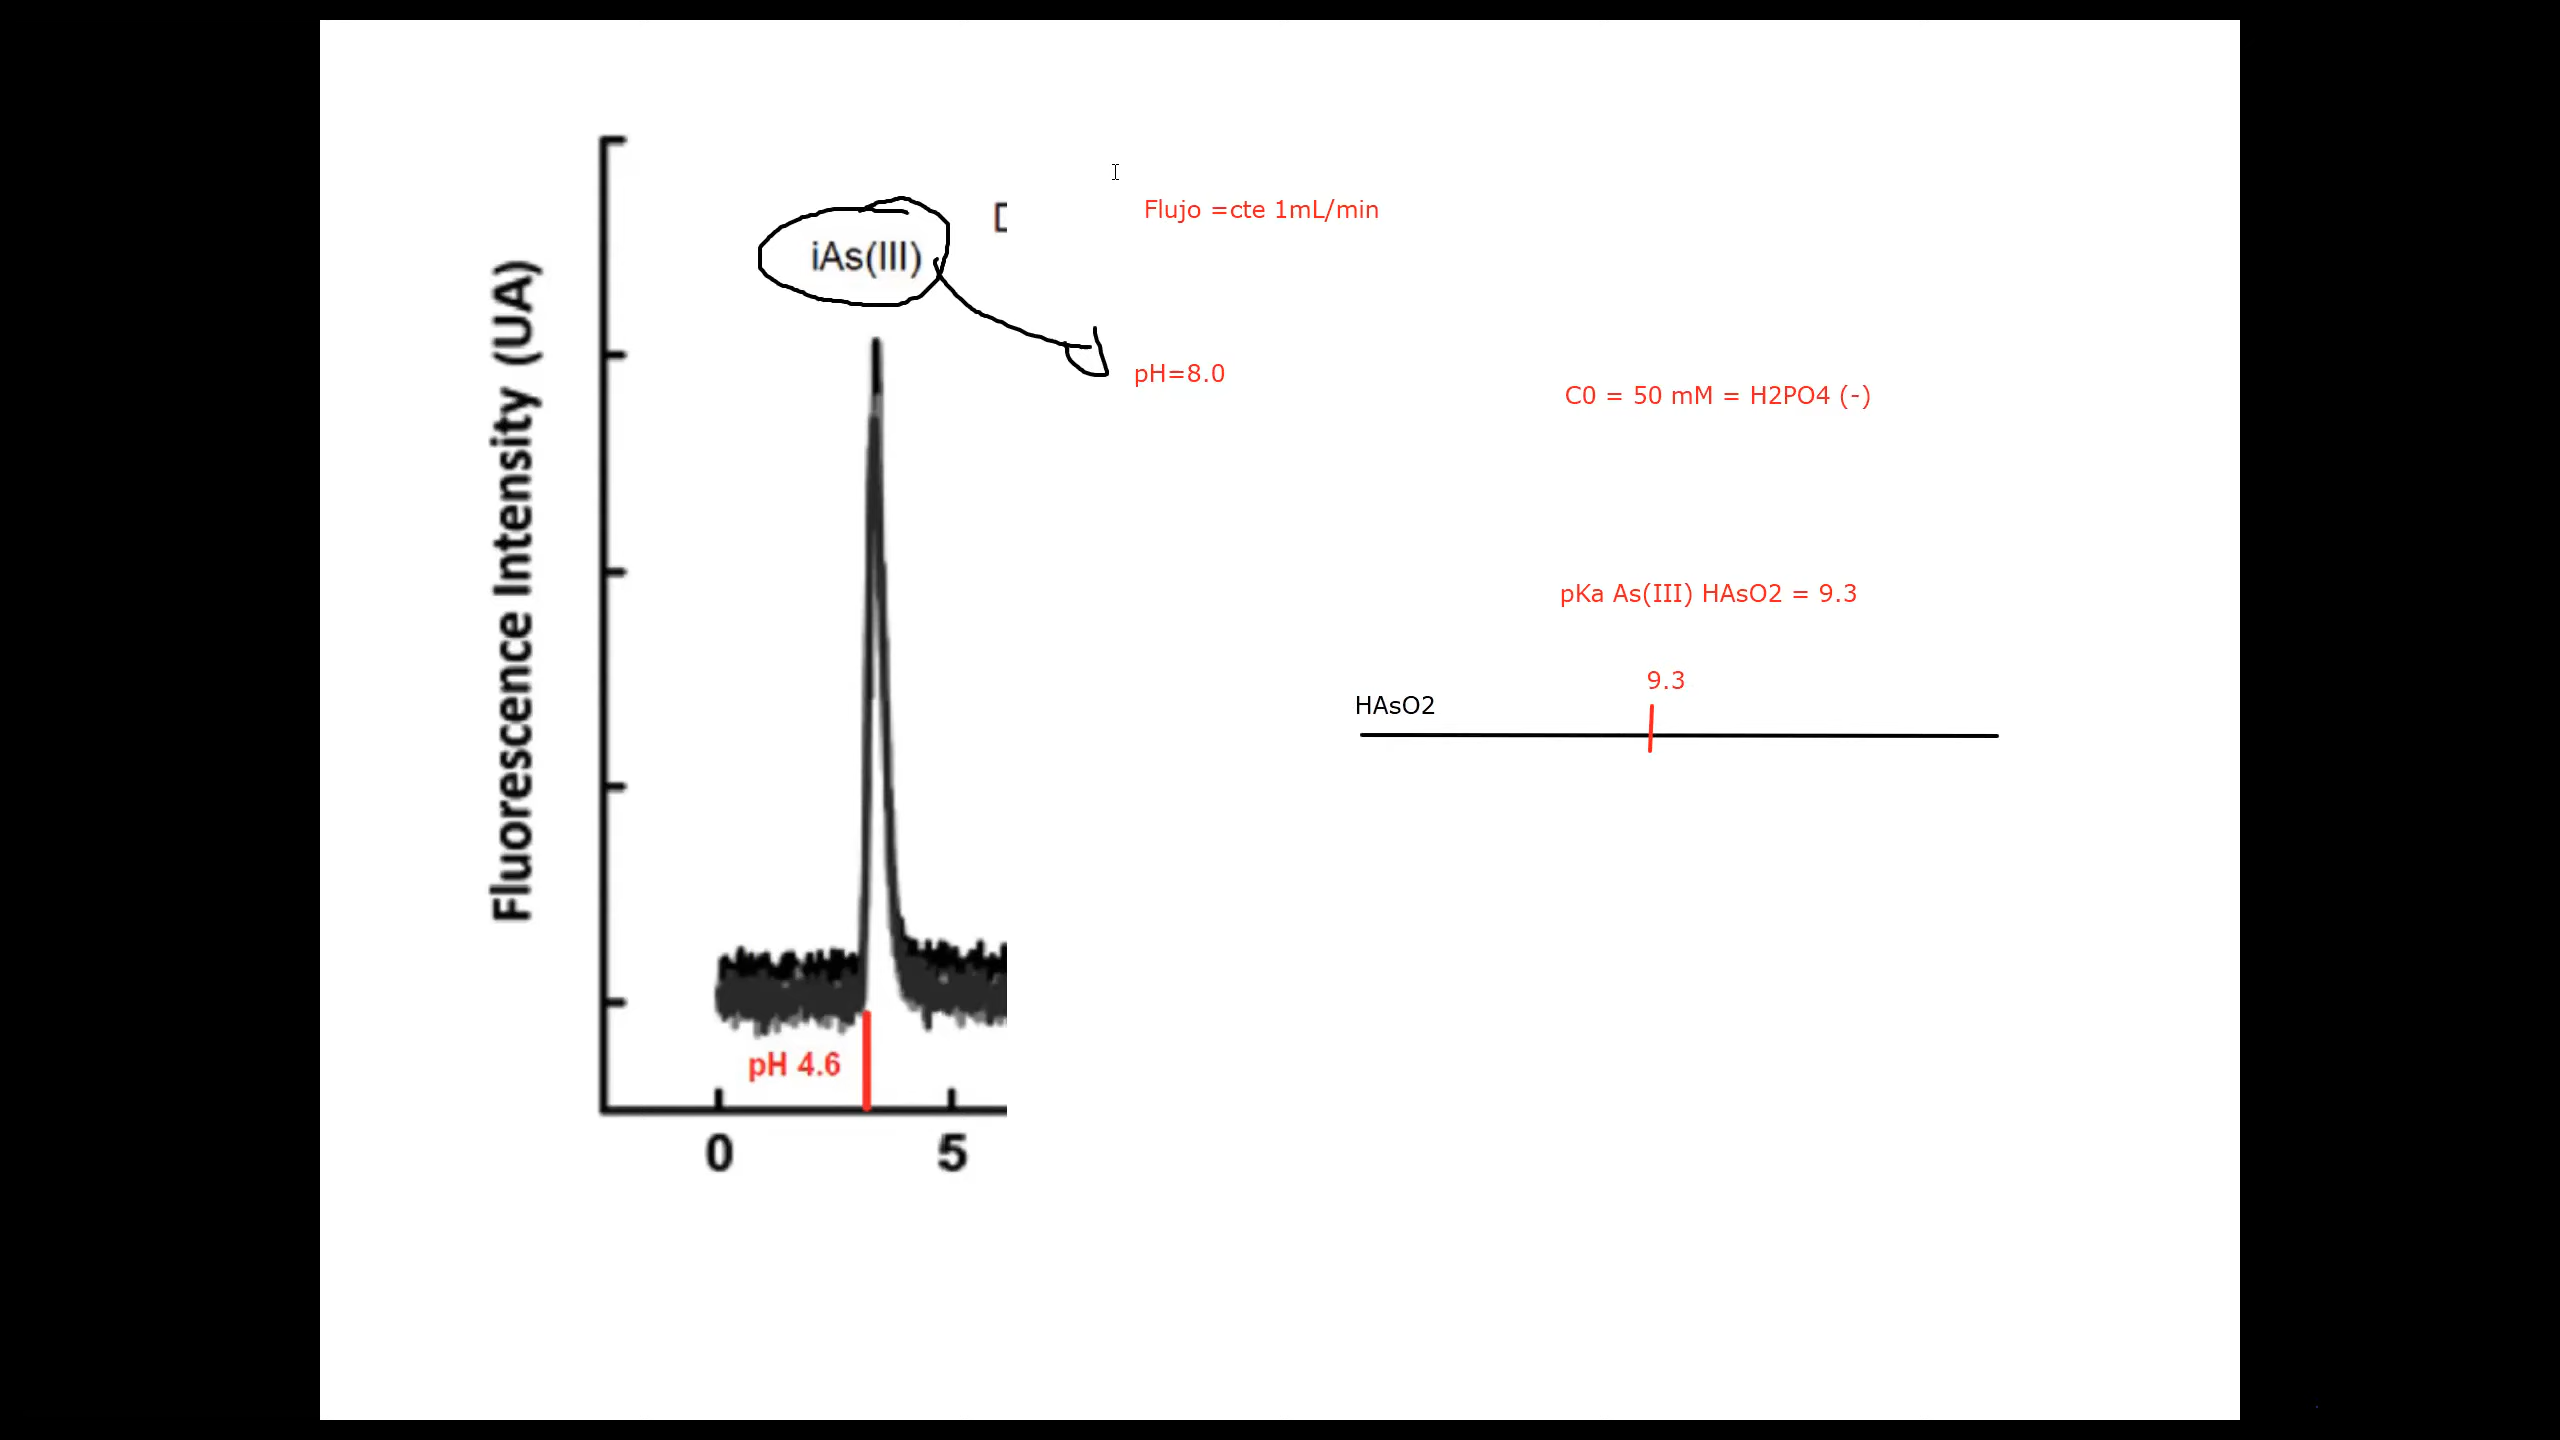 Flujo =cte 1mL/min
iAs(III)
pH=8.0
C0 = 50 mM = H2PO4 (-)
Fluorescence Intensity (UA)
pKa As(III) HAsO2 = 9.3
9.3
HAsO2
pH 4.6
0 5